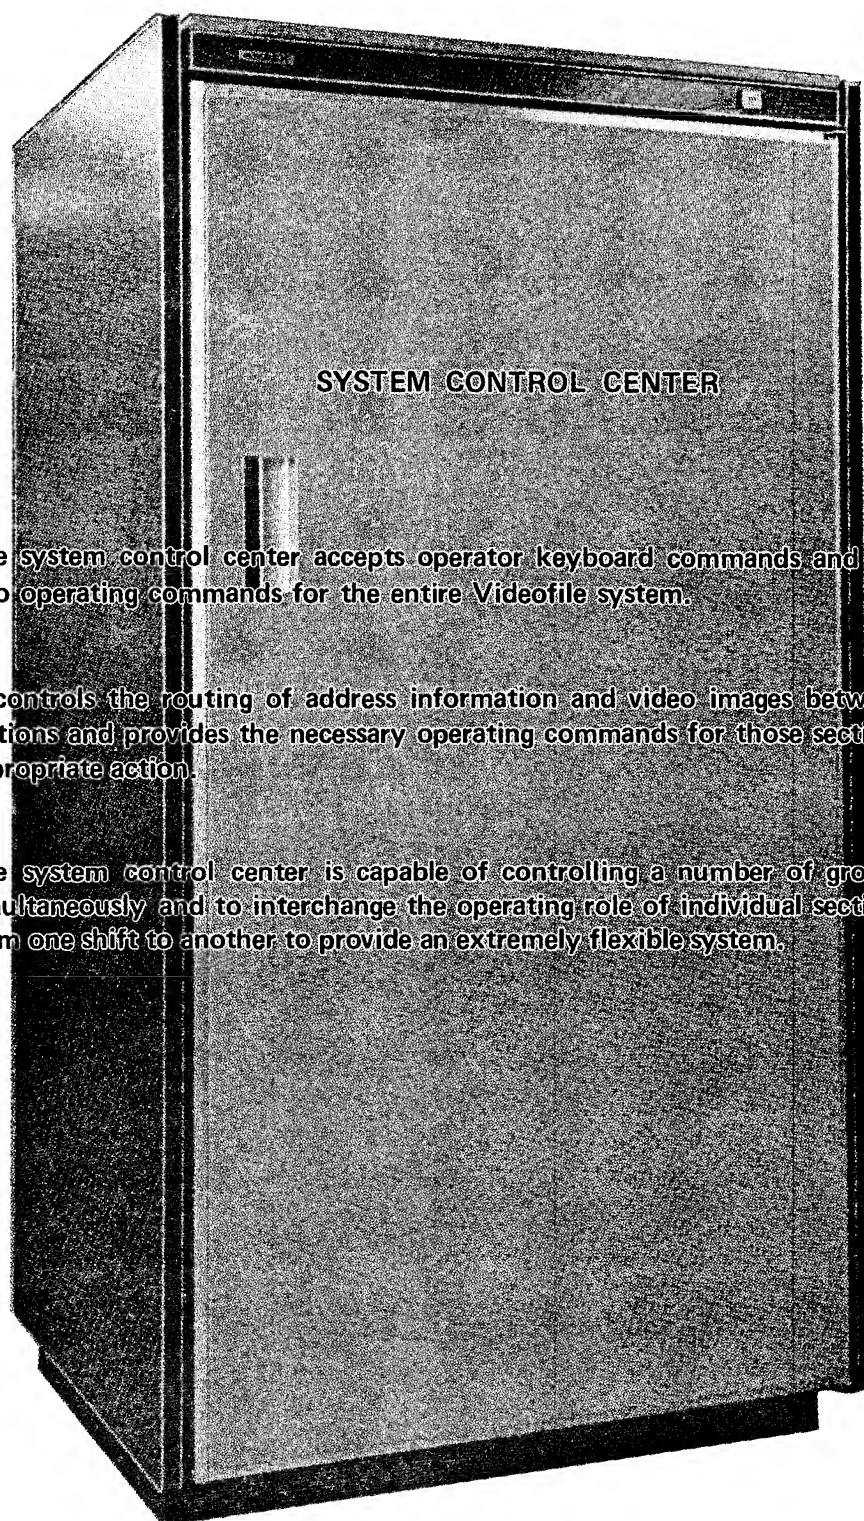 SYSTEM CONTROL CENTER
e system control center accepts operator keyboard commands and
o operating commands for the entire Videofile system.
controls the routing of address information and video images betw
tions and provides the necessary operating commands for those secti
propriate action.
e system control center is capable of controlling a number of gro
ultaneously and to interchange the operating role of individual secti
m one shift to another to provide an extremely flexible system.